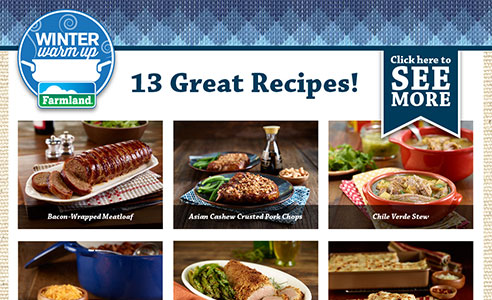 WINTER
warm up
Farmland
13 Great Recipes!
Click here to
SEE
MORE
Bacon-Wrapped Meatloaf
Asian Cashew Crusted Pork Chops
Chile Verde Stew